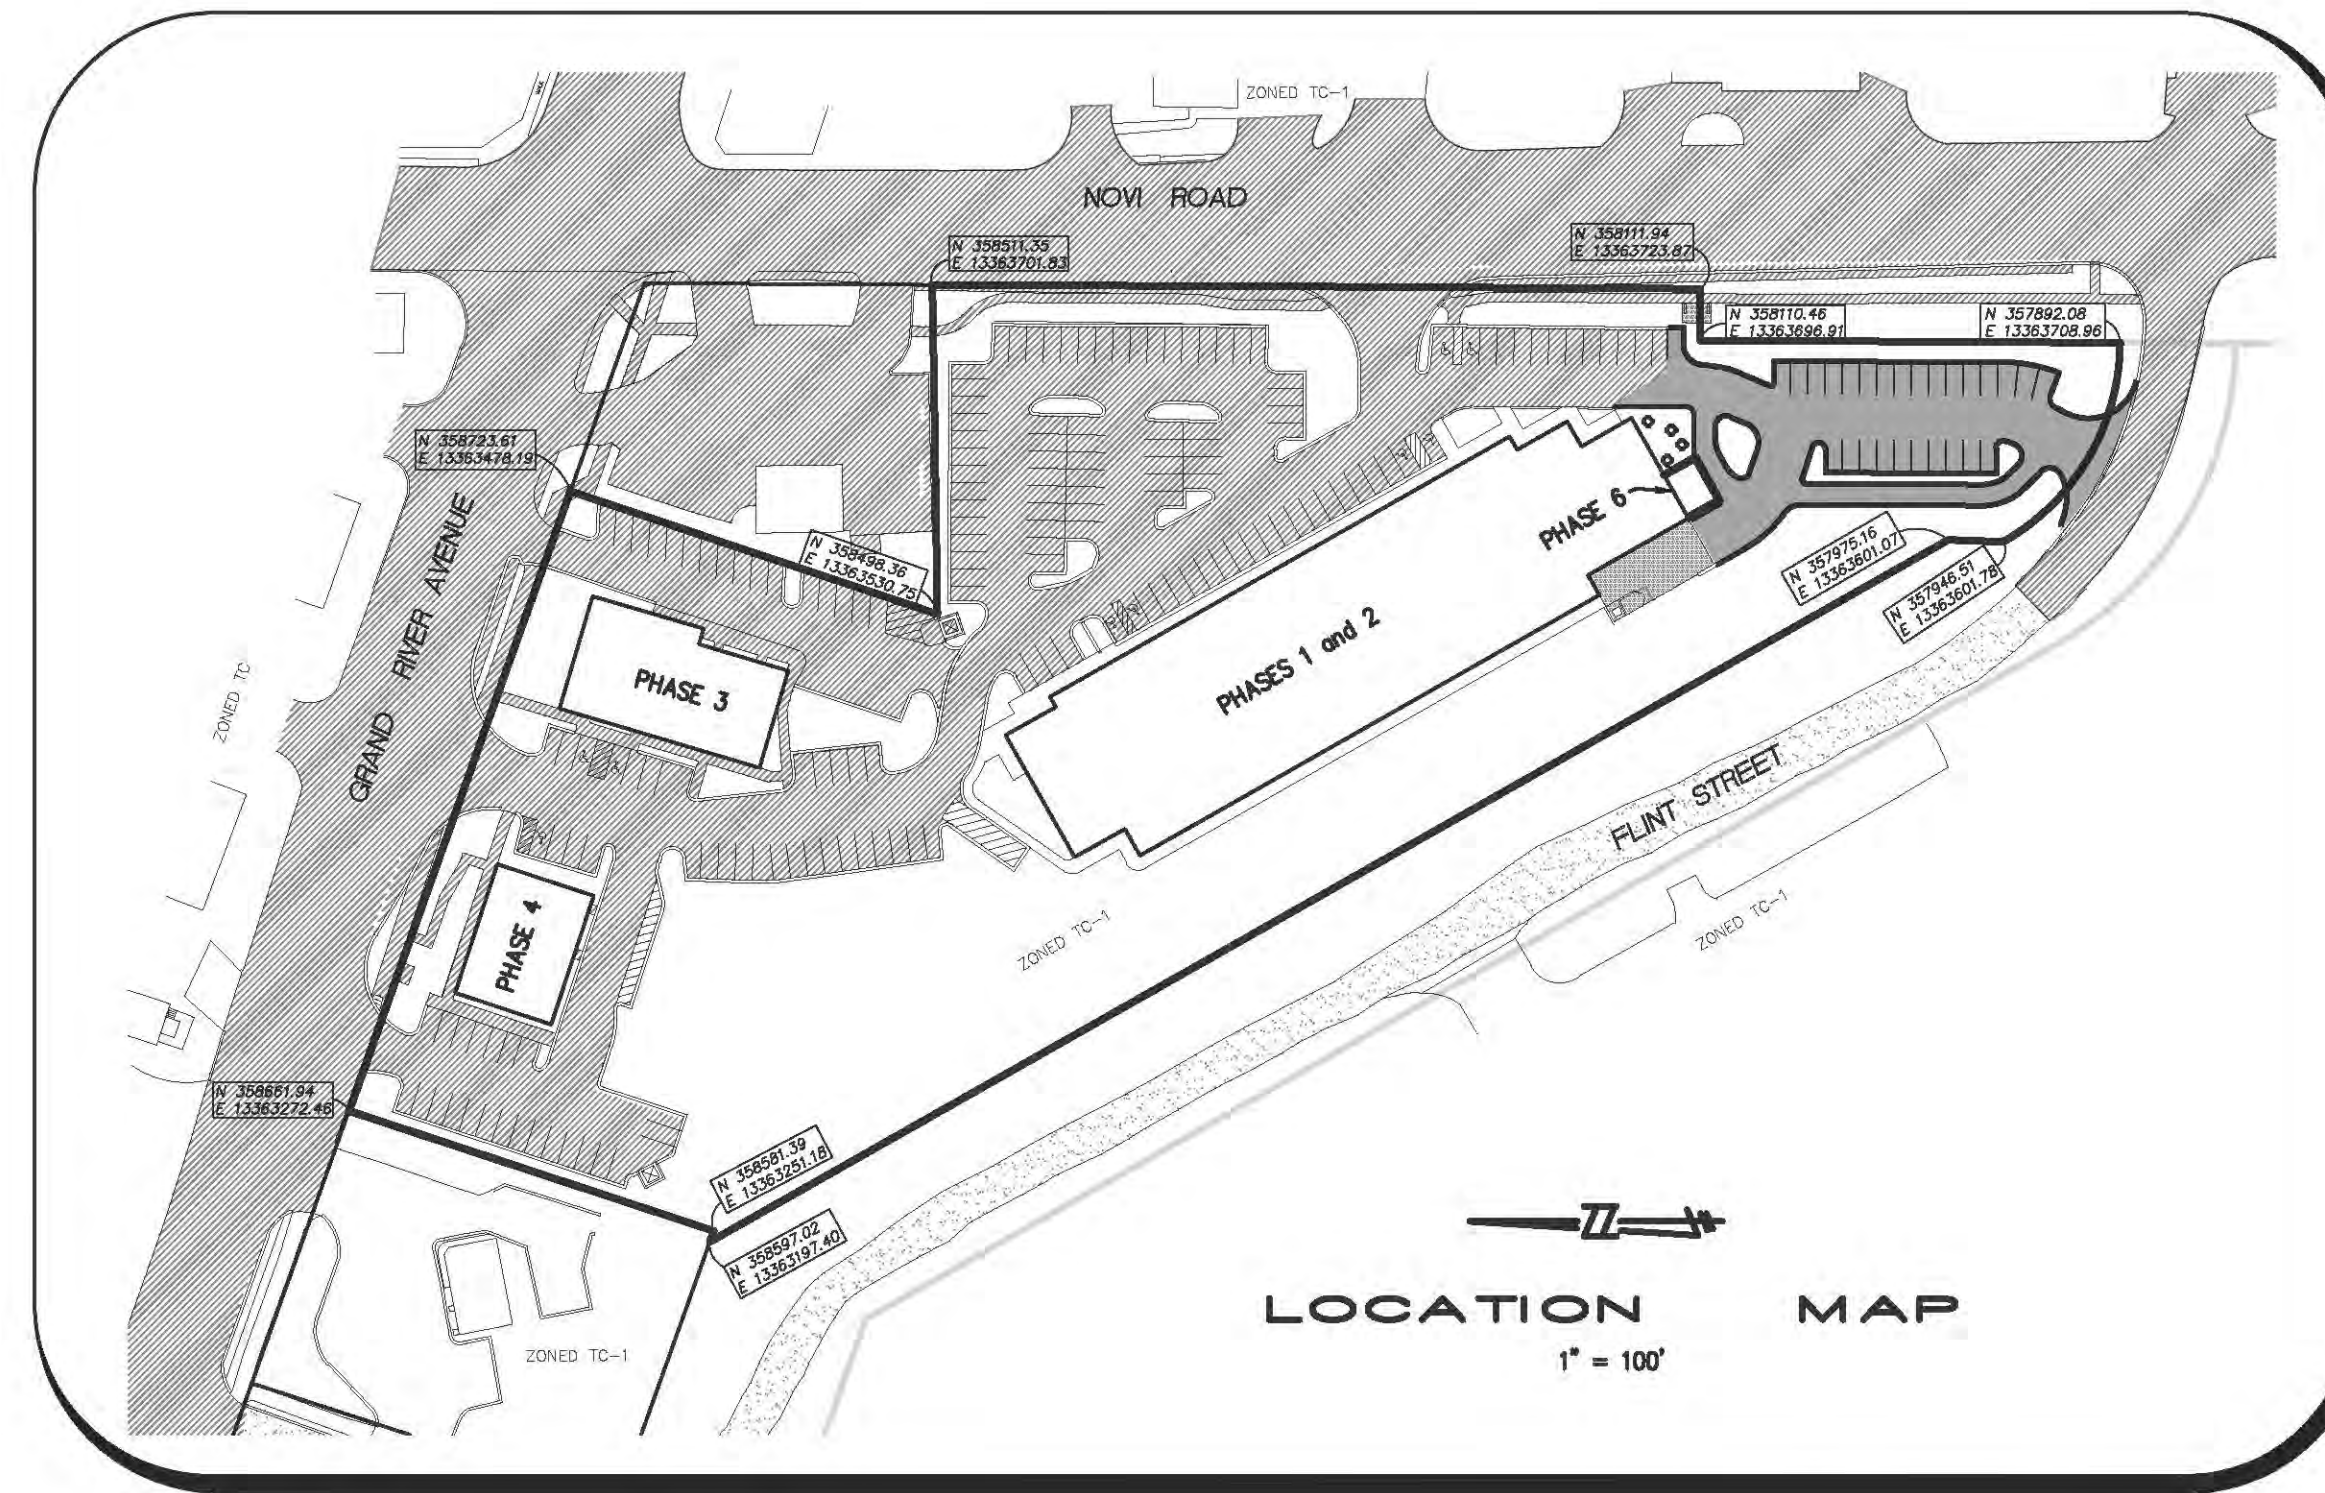 ZONED TC-1
NOVI ROAD
N 358511.35
E 13363701.83
N 358111.94
E 13363723.87
N 358110.46
E 13363696.91
N 357892.08
E 13363708.96
N 358723.61
E 13363478.19
N 358498.36
E 13363530.75
PHASE 6
N 357975.16
E 13363601.07
N 357946.51
E 13363601.78
GRAND RIVER AVENUE
ZONED TC
PHASE 3
PHASES 1 and 2
FLINT STREET
PHASE 4
ZONED TC-1
ZONED TC-1
N 358661.94
E 13363272.46
N 358581.39
E 13363251.18
N 358597.02
E 13363197.40
ZONED TC-1
LOCATION MAP
1" = 100'